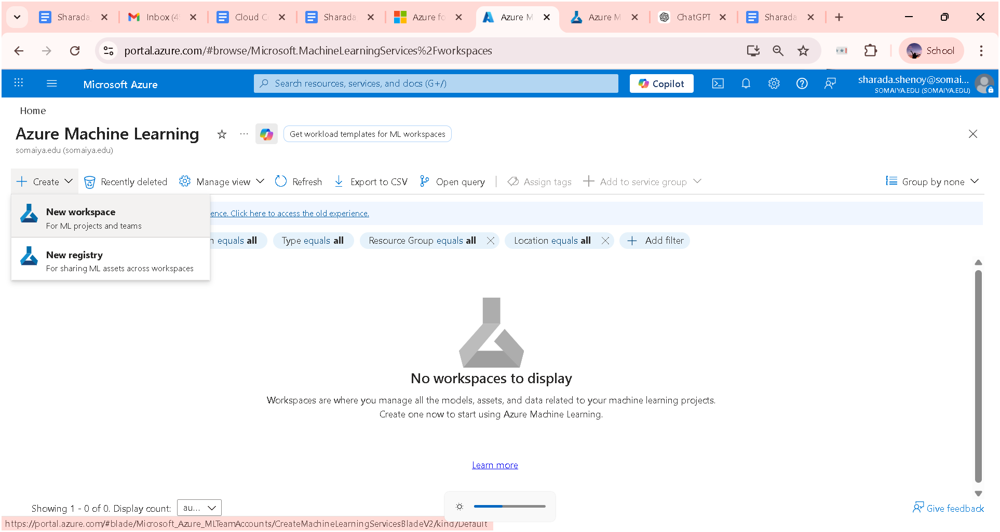 Sharada
Inbox (4
Cloud C
Sharada
Azure fo
Azure M
Azure M
ChatGPT
Sharada
portal.azure.com/#browse/Microsoft.MachineLearningServices%2Fworkspaces
School
Microsoft Azure
Search resources, services, and docs (G+/)
Copilot
sharada.shenoy@somai...
SOMAIYA.EDU (SOMAIYA.EDU)
Home
Azure Machine Learning
Get workload templates for ML workspaces
somaiya.edu (somaiya.edu)
Create
Recently deleted
Manage view
Refresh
Export to CSV
Open query
Assign tags
Add to service group
Group by none
New workspace
For ML projects and teams
New registry
For sharing ML assets across workspaces
ence. Click here to access the old experience.
n equals all
Type equals all
Resource Group equals all
Location equals all
Add filter
No workspaces to display
Workspaces are where you manage all the models, assets, and data related to your machine learning projects.
Create one now to start using Azure Machine Learning.
Learn more
Showing 1 - 0 of 0. Display count:
au...
Give feedback
https://portal.azure.com/#blade/Microsoft_Azure_MLTeamAccounts/CreateMachineLearningServicesBladeV2/kind/Default